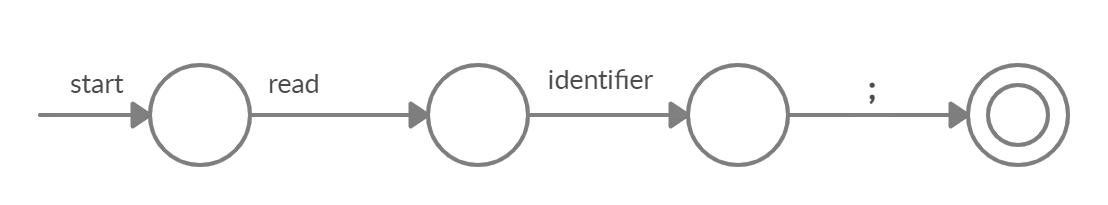 start
read
identifier
;